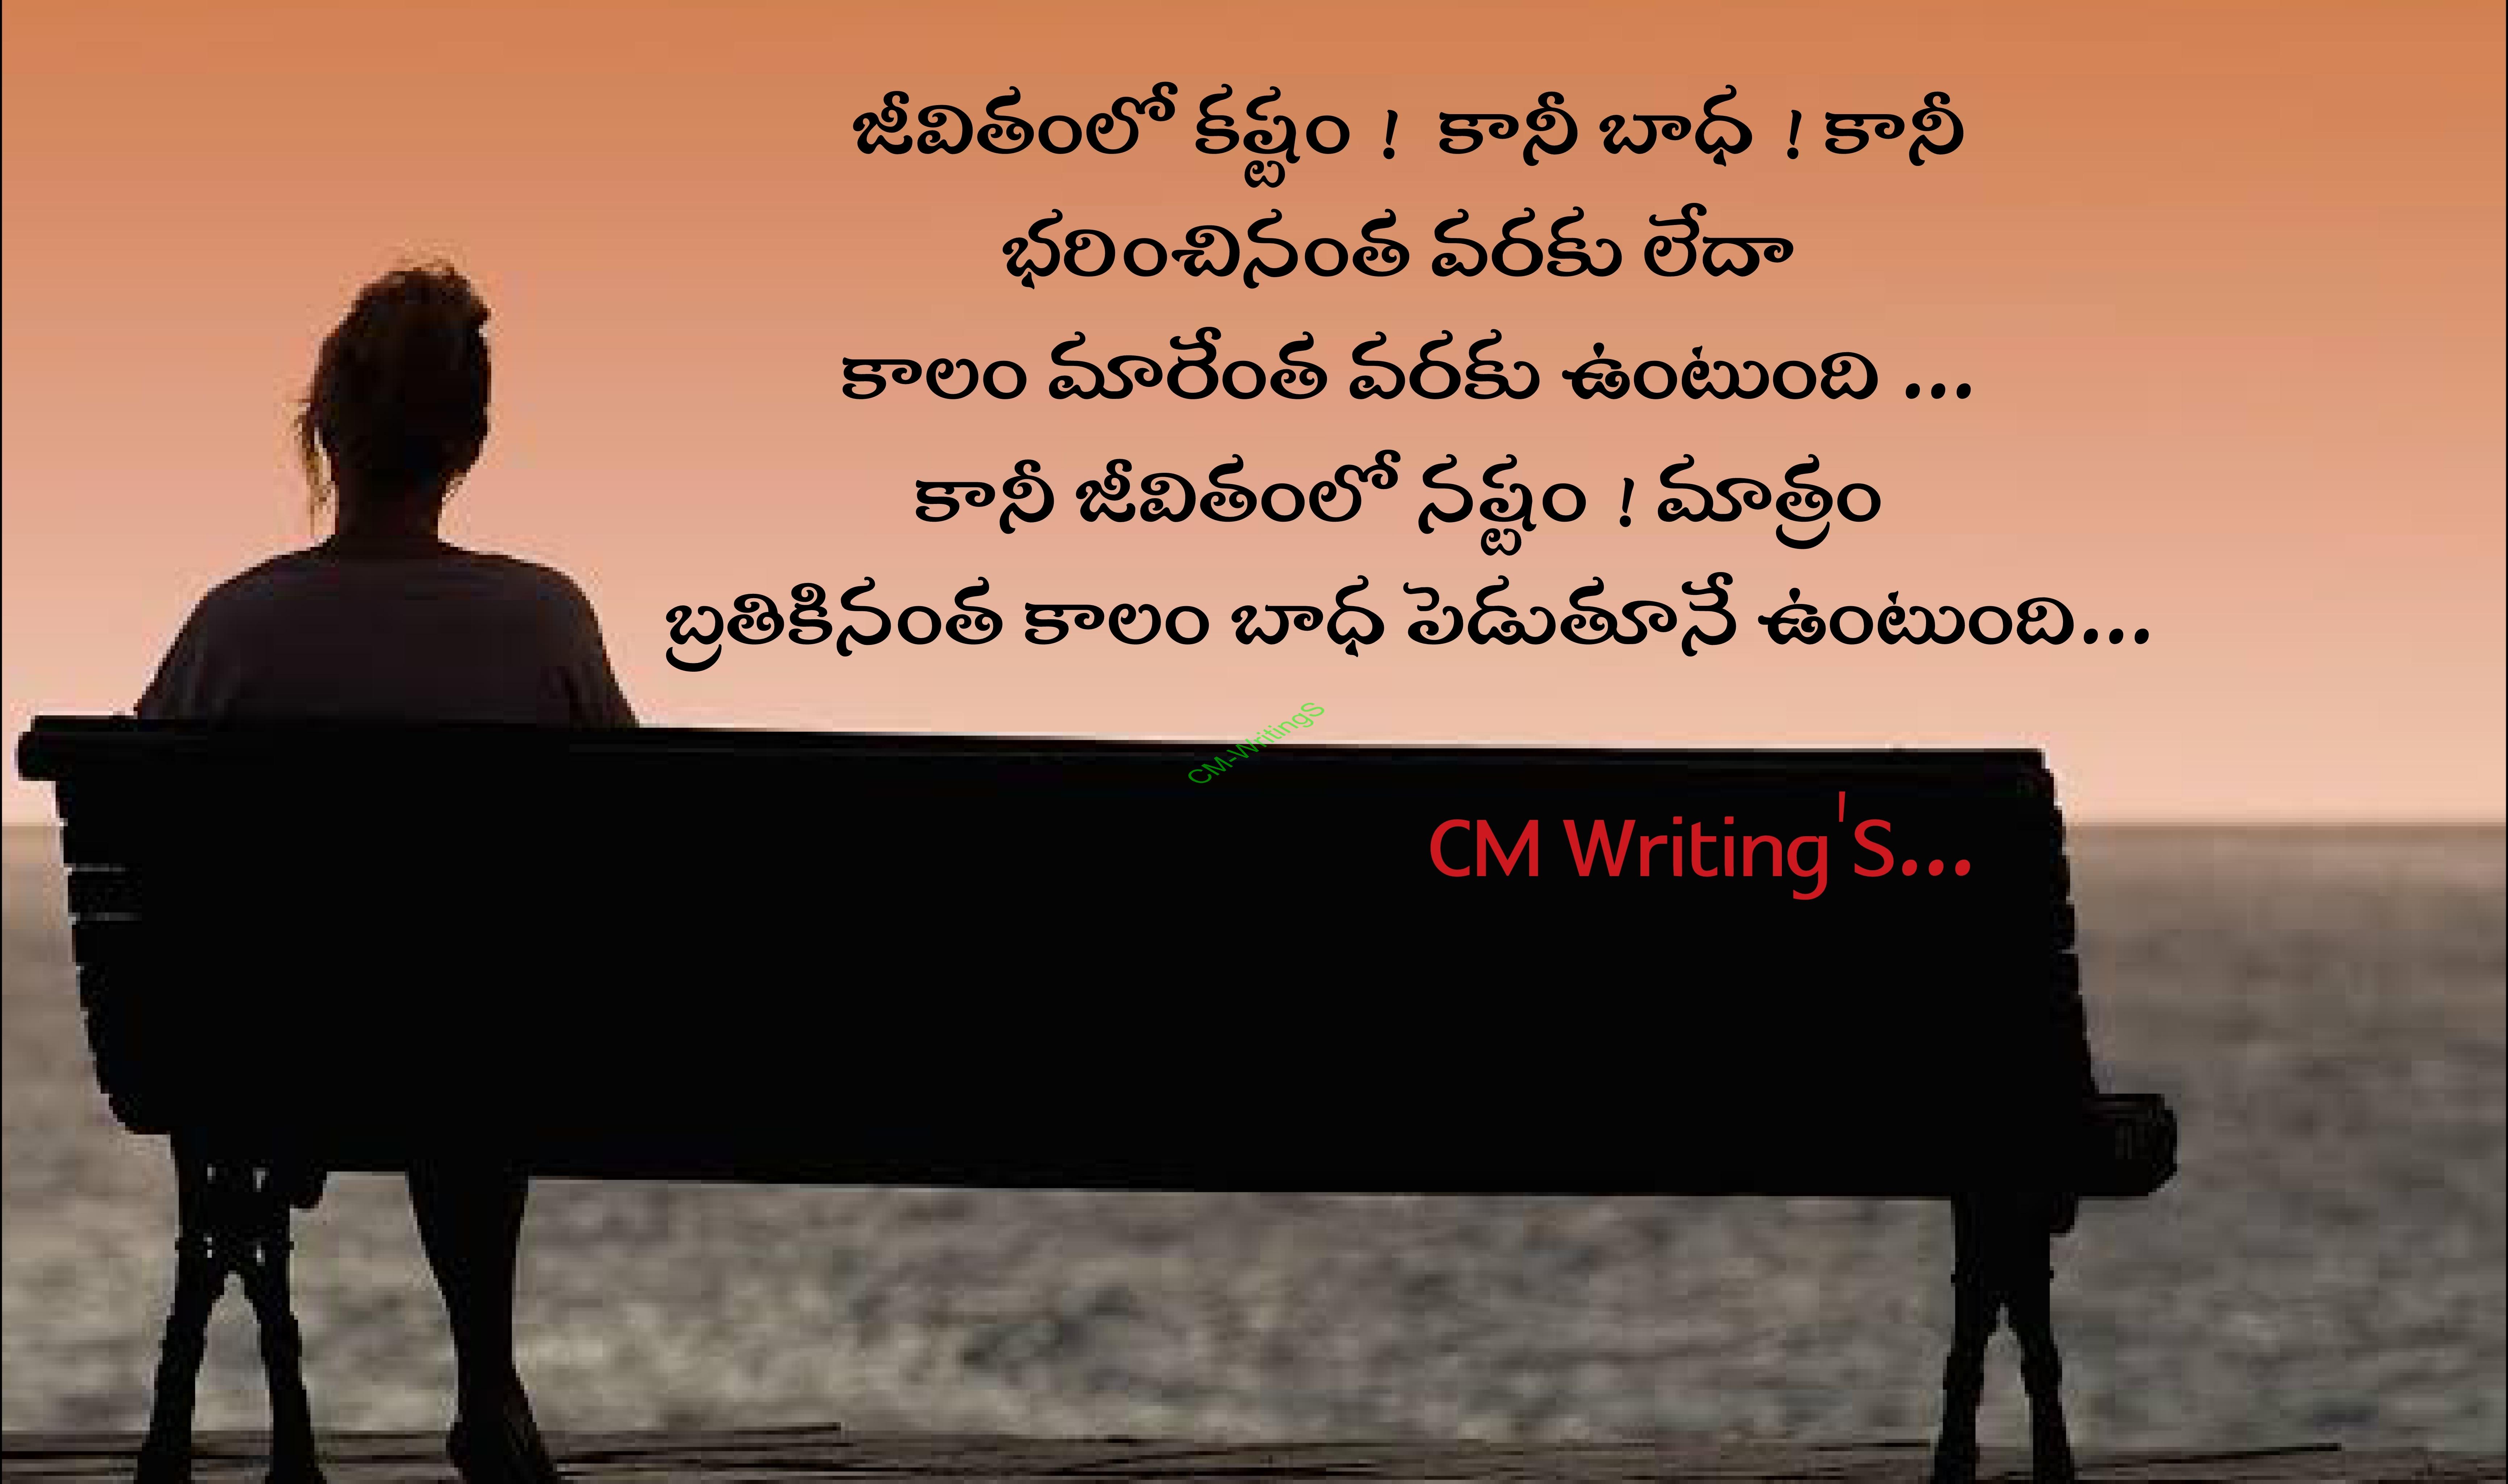 జీవితంలో కష్టం ! కానీ బాధ ! కానీ
భరించినంత వరకు లేదా
కాలం మారేంత వరకు ఉంటుంది ...
కానీ జీవితంలో నష్టం ! మాత్రం
బ్రతికినంత కాలం బాధ పెడుతూనే ఉంటుంది...
CM-WritingS
CM Writing'S...